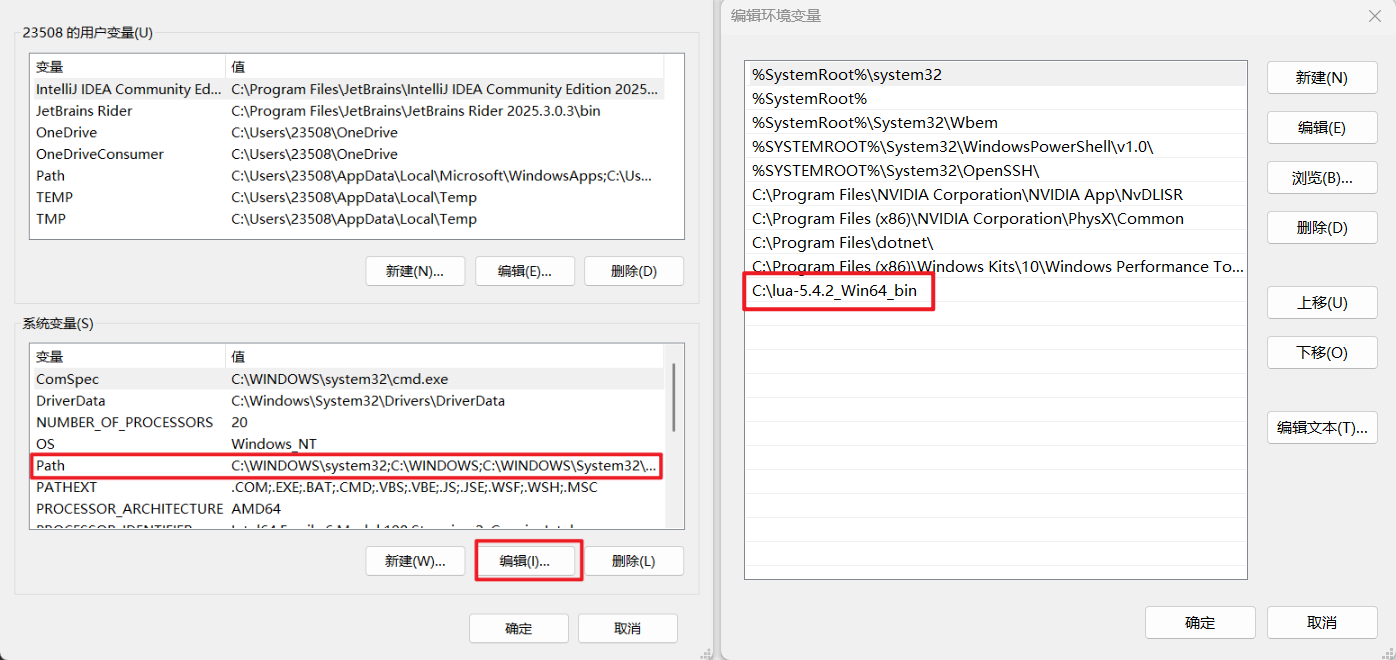 23508 的用户变量(U)
变量 值
IntelliJ IDEA Community Ed... C:\Program Files\JetBrains\IntelliJ IDEA Community Edition 2025...
JetBrains Rider C:\Program Files\JetBrains\JetBrains Rider 2025.3.0.3\bin
OneDrive C:\Users\23508\OneDrive
OneDriveConsumer C:\Users\23508\OneDrive
Path C:\Users\23508\AppData\Local\Microsoft\WindowsApps;C:\Us...
TEMP C:\Users\23508\AppData\Local\Temp
TMP C:\Users\23508\AppData\Local\Temp
新建(N)... 编辑(E)... 删除(D)
系统变量(S)
变量 值
ComSpec C:\WINDOWS\system32\cmd.exe
DriverData C:\Windows\System32\Drivers\DriverData
NUMBER_OF_PROCESSORS 20
OS Windows_NT
Path C:\WINDOWS\system32;C:\WINDOWS;C:\WINDOWS\System32\...
PATHEXT .COM;.EXE;.BAT;.CMD;.VBS;.VBE;.JS;.JSE;.WSF;.WSH;.MSC
PROCESSOR_ARCHITECTURE AMD64
PROCESSOR_IDENTIFIER
新建(W)... 编辑(I)... 删除(L)
确定 取消
编辑环境变量
%SystemRoot%\system32
%SystemRoot%
%SystemRoot%\System32\Wbem
%SYSTEMROOT%\System32\WindowsPowerShell\v1.0\
%SYSTEMROOT%\System32\OpenSSH\
C:\Program Files\NVIDIA Corporation\NVIDIA App\NvDLISR
C:\Program Files (x86)\NVIDIA Corporation\PhysX\Common
C:\Program Files\dotnet\
C:\Program Files (x86)\Windows Kits\10\Windows Performance To...
C:\lua-5.4.2_Win64_bin
新建(N)
编辑(E)
浏览(B)...
删除(D)
上移(U)
下移(O)
编辑文本(T)...
确定 取消